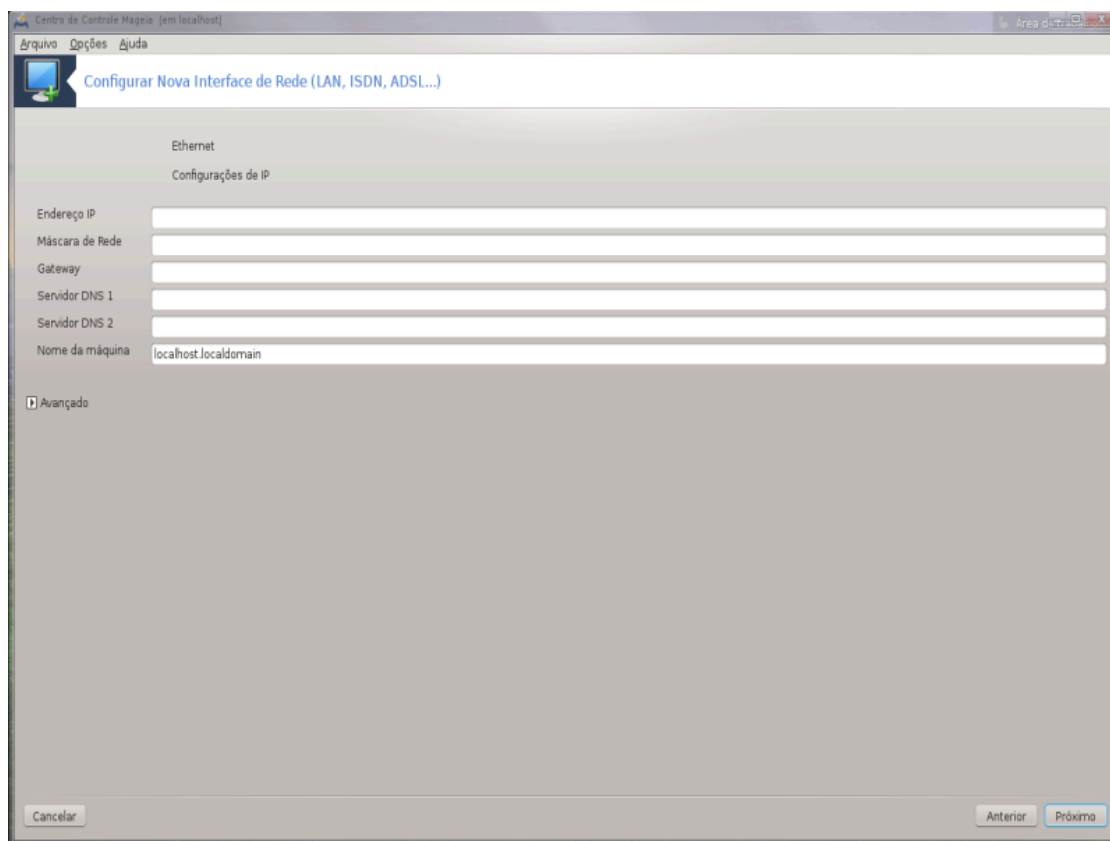 Centro de Controle Mageia [em localhost]
Arquivo Opções Ajuda
Configurar Nova Interface de Rede (LAN, ISDN, ADSL...)
Ethernet
Configurações de IP
Endereço IP
Máscara de Rede
Gateway
Servidor DNS 1
Servidor DNS 2
Nome da máquina localhost.localdomain
Avançado
Cancelar Anterior Próximo